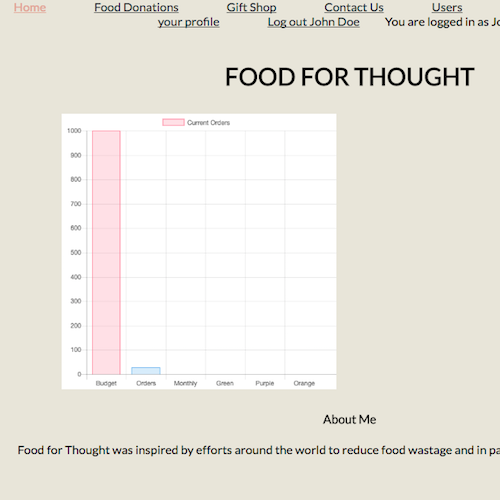 Home Food Donations Gift Shop Contact Us Users
your profile Log out John Doe You are logged in as Jo
FOOD FOR THOUGHT
Current Orders
1000
900
800
700
600
500
400
300
200
100
0
Budget Orders Monthly Green Purple Orange
About Me
Food for Thought was inspired by efforts around the world to reduce food wastage and in pa